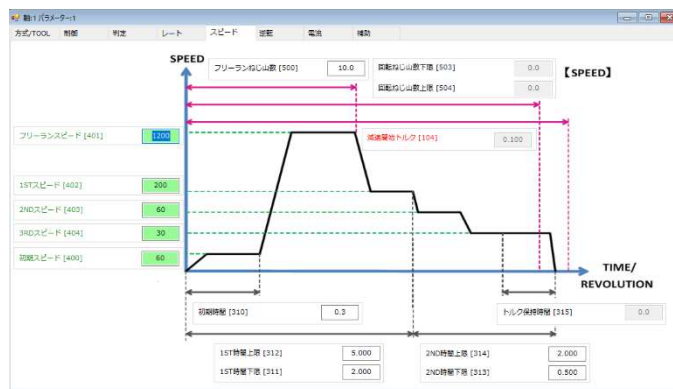 軸:1 パラメーター:1
方式/TOOL 制御 判定 レート スピード 逆転 電流 補助
SPEED
フリーランねじ山数 [500] 10.0
回転ねじ山数下限 [503] 0.0
回転ねじ山数上限 [504] 0.0
【SPEED】
フリーランスピード [401] 1200
減速開始トルク [104] 0.100
1STスピード [402] 200
2NDスピード [403] 60
3RDスピード [404] 30
初期スピード [400] 60
TIME/
REVOLUTION
初期時間 [310] 0.3
トルク保持時間 [315] 0.0
1ST時間上限 [312] 5.000
1ST時間下限 [311] 2.000
2ND時間上限 [314] 2.000
2ND時間下限 [313] 0.500